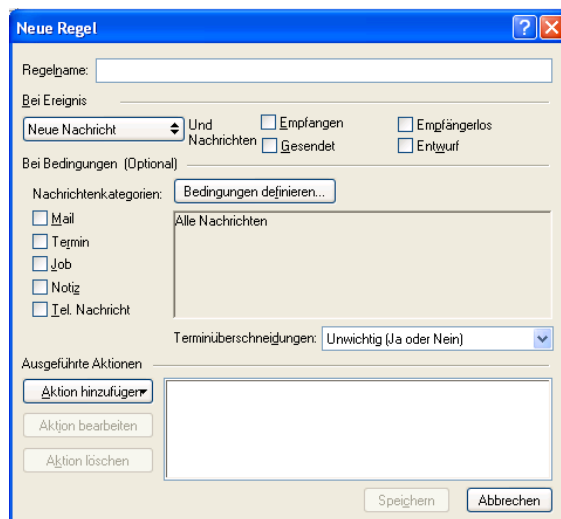 Neue Regel
Regelname:
Bei Ereignis
Neue Nachricht
Und Nachrichten
Empfangen
Empfängerlos
Gesendet
Entwurf
Bei Bedingungen (Optional)
Nachrichtenkategorien:
Bedingungen definieren...
Mail
Alle Nachrichten
Termin
Job
Notiz
Tel. Nachricht
Terminüberschneidungen:
Unwichtig (Ja oder Nein)
Ausgeführte Aktionen
Aktion hinzufügen
Aktion bearbeiten
Aktion löschen
Speichern
Abbrechen